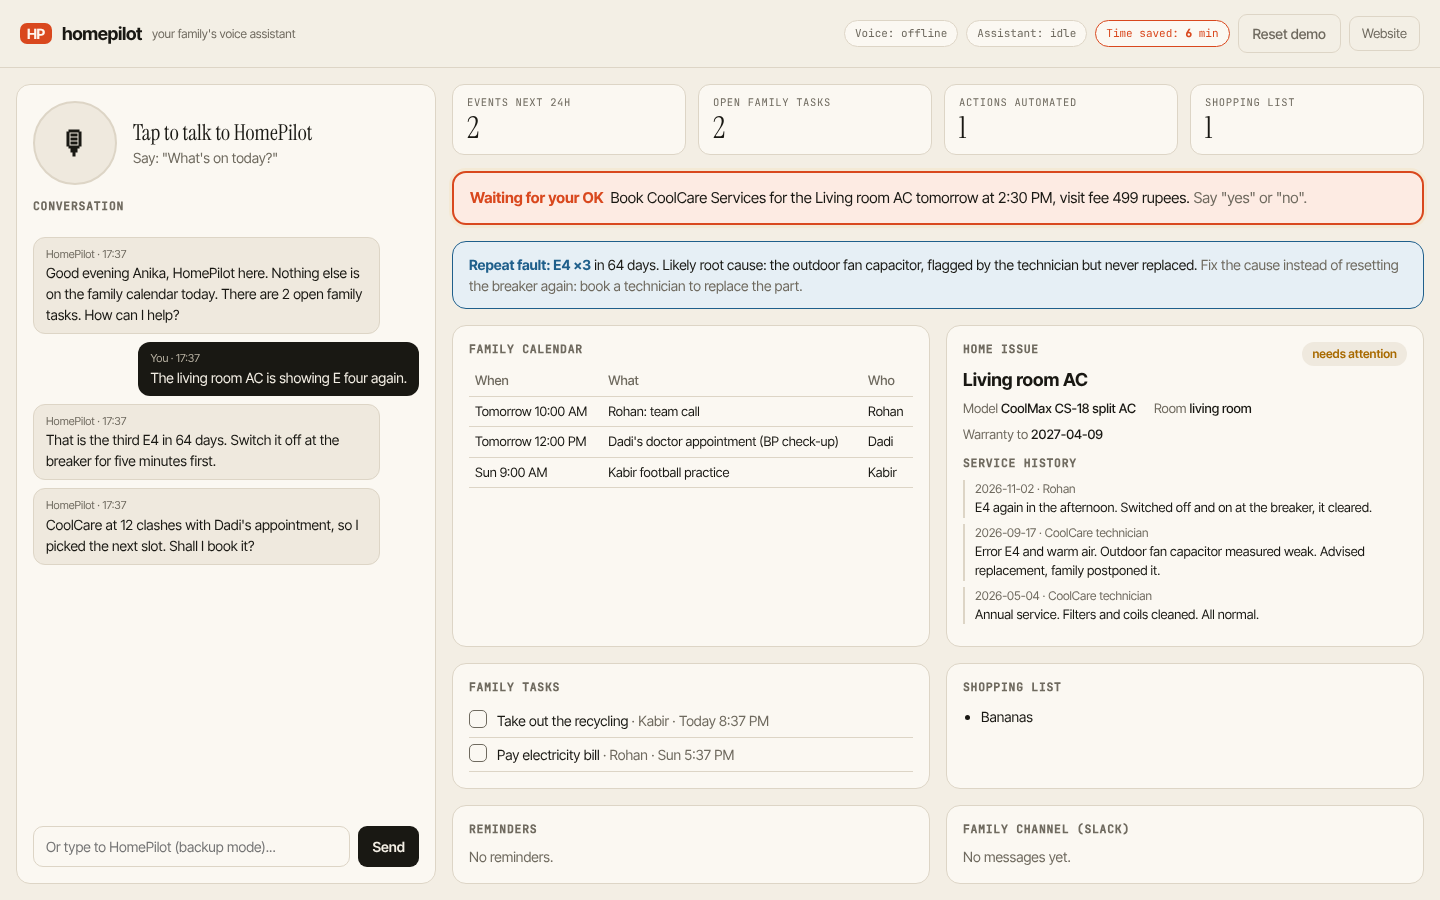 HP homepilot your family's voice assistant
Voice: offline
Assistant: idle
Time saved: 6 min
Reset demo
Website
Tap to talk to HomePilot
Say: "What's on today?"
CONVERSATION
HomePilot · 17:37
Good evening Anika, HomePilot here. Nothing else is
on the family calendar today. There are 2 open family
tasks. How can I help?
You · 17:37
The living room AC is showing E four again.
HomePilot · 17:37
That is the third E4 in 64 days. Switch it off at the
breaker for five minutes first.
HomePilot · 17:37
CoolCare at 12 clashes with Dadi's appointment, so I
picked the next slot. Shall I book it?
Or type to HomePilot (backup mode)...
Send
EVENTS NEXT 24H
2
OPEN FAMILY TASKS
2
ACTIONS AUTOMATED
1
SHOPPING LIST
1
Waiting for your OK Book CoolCare Services for the Living room AC tomorrow at 2:30 PM, visit fee 499 rupees. Say "yes" or "no".
Repeat fault: E4 ×3 in 64 days. Likely root cause: the outdoor fan capacitor, flagged by the technician but never replaced. Fix the cause instead of resetting
the breaker again: book a technician to replace the part.
FAMILY CALENDAR
When What Who
Tomorrow 10:00 AM Rohan: team call Rohan
Tomorrow 12:00 PM Dadi's doctor appointment (BP check-up) Dadi
Sun 9:00 AM Kabir football practice Kabir
HOME ISSUE
needs attention
Living room AC
Model CoolMax CS-18 split AC Room living room
Warranty to 2027-04-09
SERVICE HISTORY
2026-11-02 · Rohan
E4 again in the afternoon. Switched off and on at the breaker, it cleared.
2026-09-17 · CoolCare technician
Error E4 and warm air. Outdoor fan capacitor measured weak. Advised
replacement, family postponed it.
2026-05-04 · CoolCare technician
Annual service. Filters and coils cleaned. All normal.
FAMILY TASKS
Take out the recycling · Kabir · Today 8:37 PM
Pay electricity bill · Rohan · Sun 5:37 PM
SHOPPING LIST
• Bananas
REMINDERS
No reminders.
FAMILY CHANNEL (SLACK)
No messages yet.